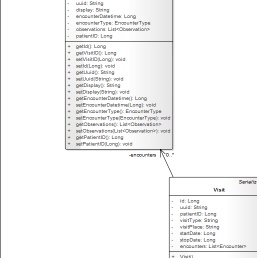 - uuid: String
- display: String
- encounterDatetime: Long
- encounterType: EncounterType
- observations: List<Observation>
- patientID: Long
+ getId(): Long
+ getVisitID(): Long
+ setVisitID(Long): void
+ setId(Long): void
+ getUuid(): String
+ setUuid(String): void
+ getDisplay(): String
+ setDisplay(String): void
+ getEncounterDatetime(): Long
+ setEncounterDatetime(Long): void
+ getEncounterType(): EncounterType
+ setEncounterType(EncounterType): void
+ getObservations(): List<Observation>
+ setObservations(List<Observation>): void
+ getPatientID(): Long
+ setPatientID(Long): void
-encounters 0..*
Serializ
Visit
- id: Long
- uuid: String
- patientID: Long
- visitType: String
- visitPlace: String
- startDate: Long
- stopDate: Long
- encounters: List<Encounter>
+ Visit()